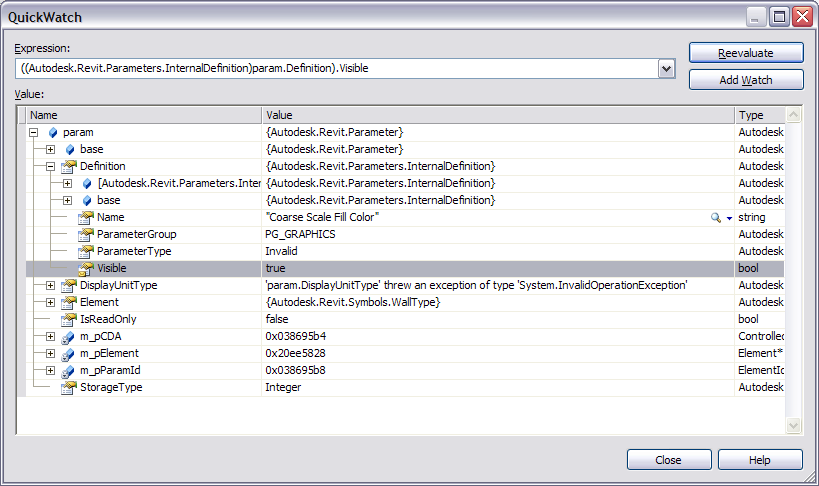 QuickWatch
Expression:
Reevaluate
((Autodesk.Revit.Parameters.InternalDefinition)param.Definition).Visible
Add Watch
Value:
Name Value Type
param {Autodesk.Revit.Parameter} Autodesk
base {Autodesk.Revit.Parameter} Autodesk
Definition {Autodesk.Revit.Parameters.InternalDefinition} Autodesk
[Autodesk.Revit.Parameters.Inter {Autodesk.Revit.Parameters.InternalDefinition} Autodesk
base {Autodesk.Revit.Parameters.InternalDefinition} Autodesk
Name "Coarse Scale Fill Color" string
ParameterGroup PG_GRAPHICS Autodesk
ParameterType Invalid Autodesk
Visible true bool
DisplayUnitType 'param.DisplayUnitType' threw an exception of type 'System.InvalidOperationException' Autodesk
Element {Autodesk.Revit.Symbols.WallType} Autodesk
IsReadOnly false bool
m_pCDA 0x038695b4 Controlled
m_pElement 0x20ee5828 Element*
m_pParamId 0x038695b8 ElementId
StorageType Integer Autodesk
Close Help